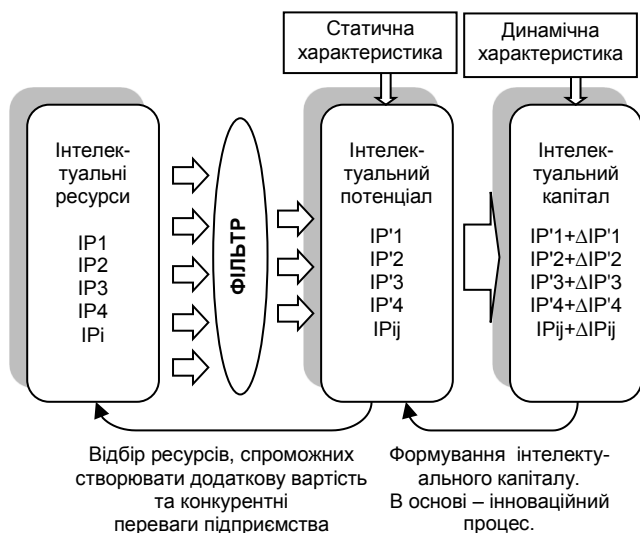 Статична
характеристика
Динамічна
характеристика
Інтелек-
туальні
ресурси
ІР1
ІР2
ІР3
ІР4
ІРі
ФІЛЬТР
Інтелек-
туальний
потенціал
ІР'1
ІР'2
ІР'3
ІР'4
ІРij
Інтелек-
туальний
капітал
ІР'1+ΔІР'1
ІР'2+ΔІР'2
ІР'3+ΔІР'3
ІР'4+ΔІР'4
ІРij+ΔІРij
Відбір ресурсів, спроможних
створювати додаткову вартість
та конкурентні
переваги підприємства
Формування інтелекту-
ального капіталу.
В основі – інноваційний
процес.